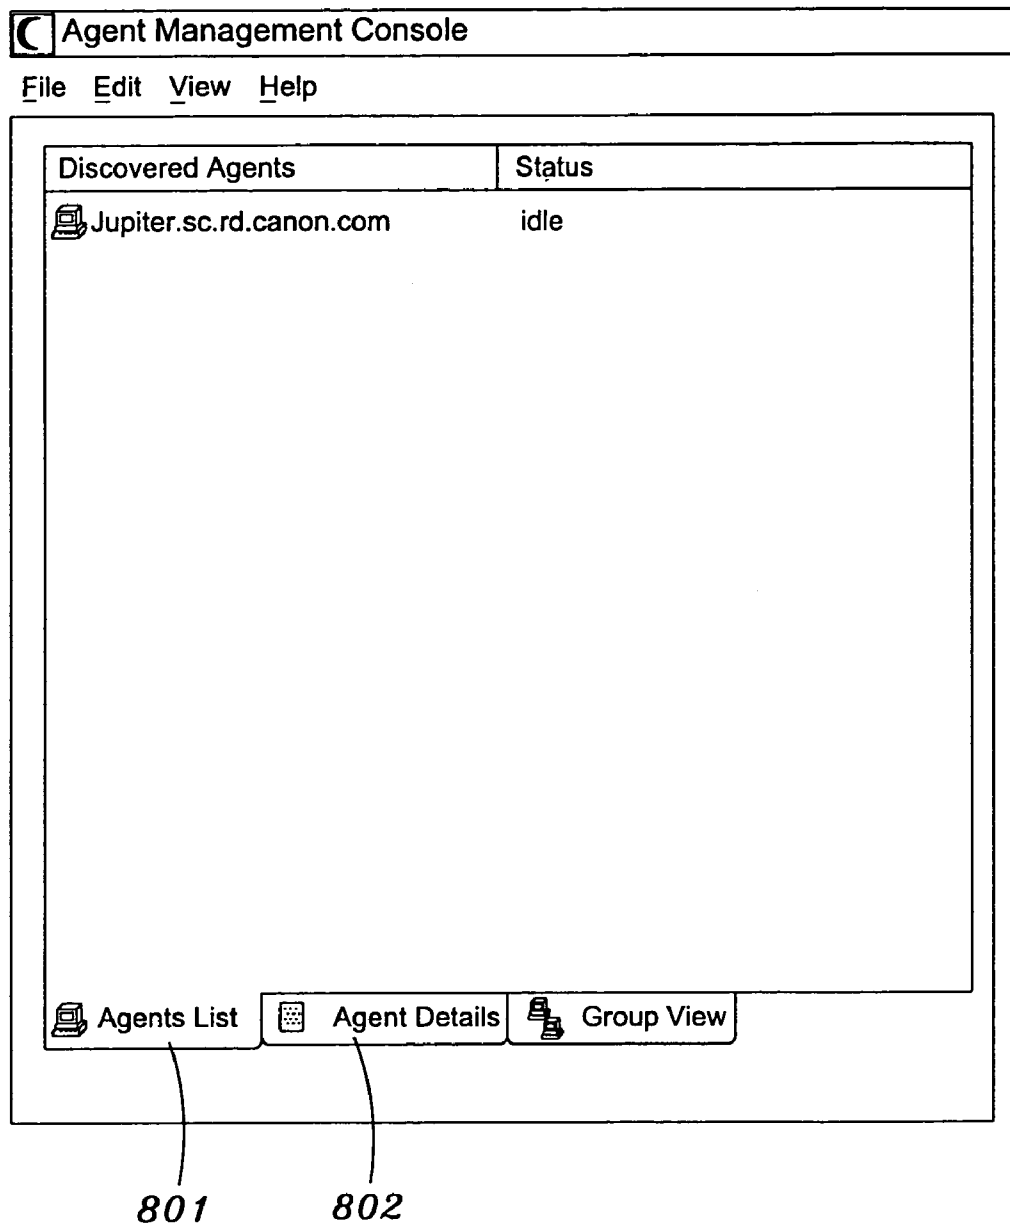 Agent Management Console
File Edit View Help
Discovered Agents Status
Jupiter.sc.rd.canon.com idle
Agents List Agent Details Group View
801 802